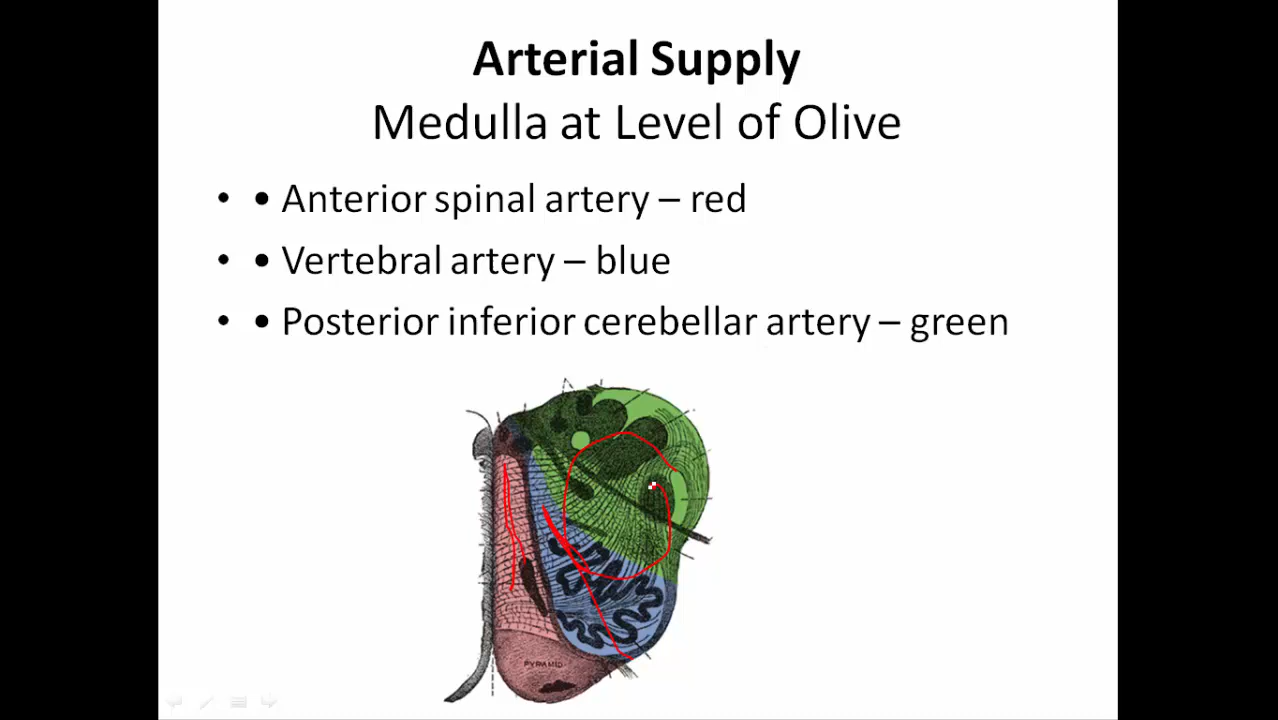 Arterial Supply
Medulla at Level of Olive
• • Anterior spinal artery – red
• • Vertebral artery – blue
• • Posterior inferior cerebellar artery – green
PYRAMID